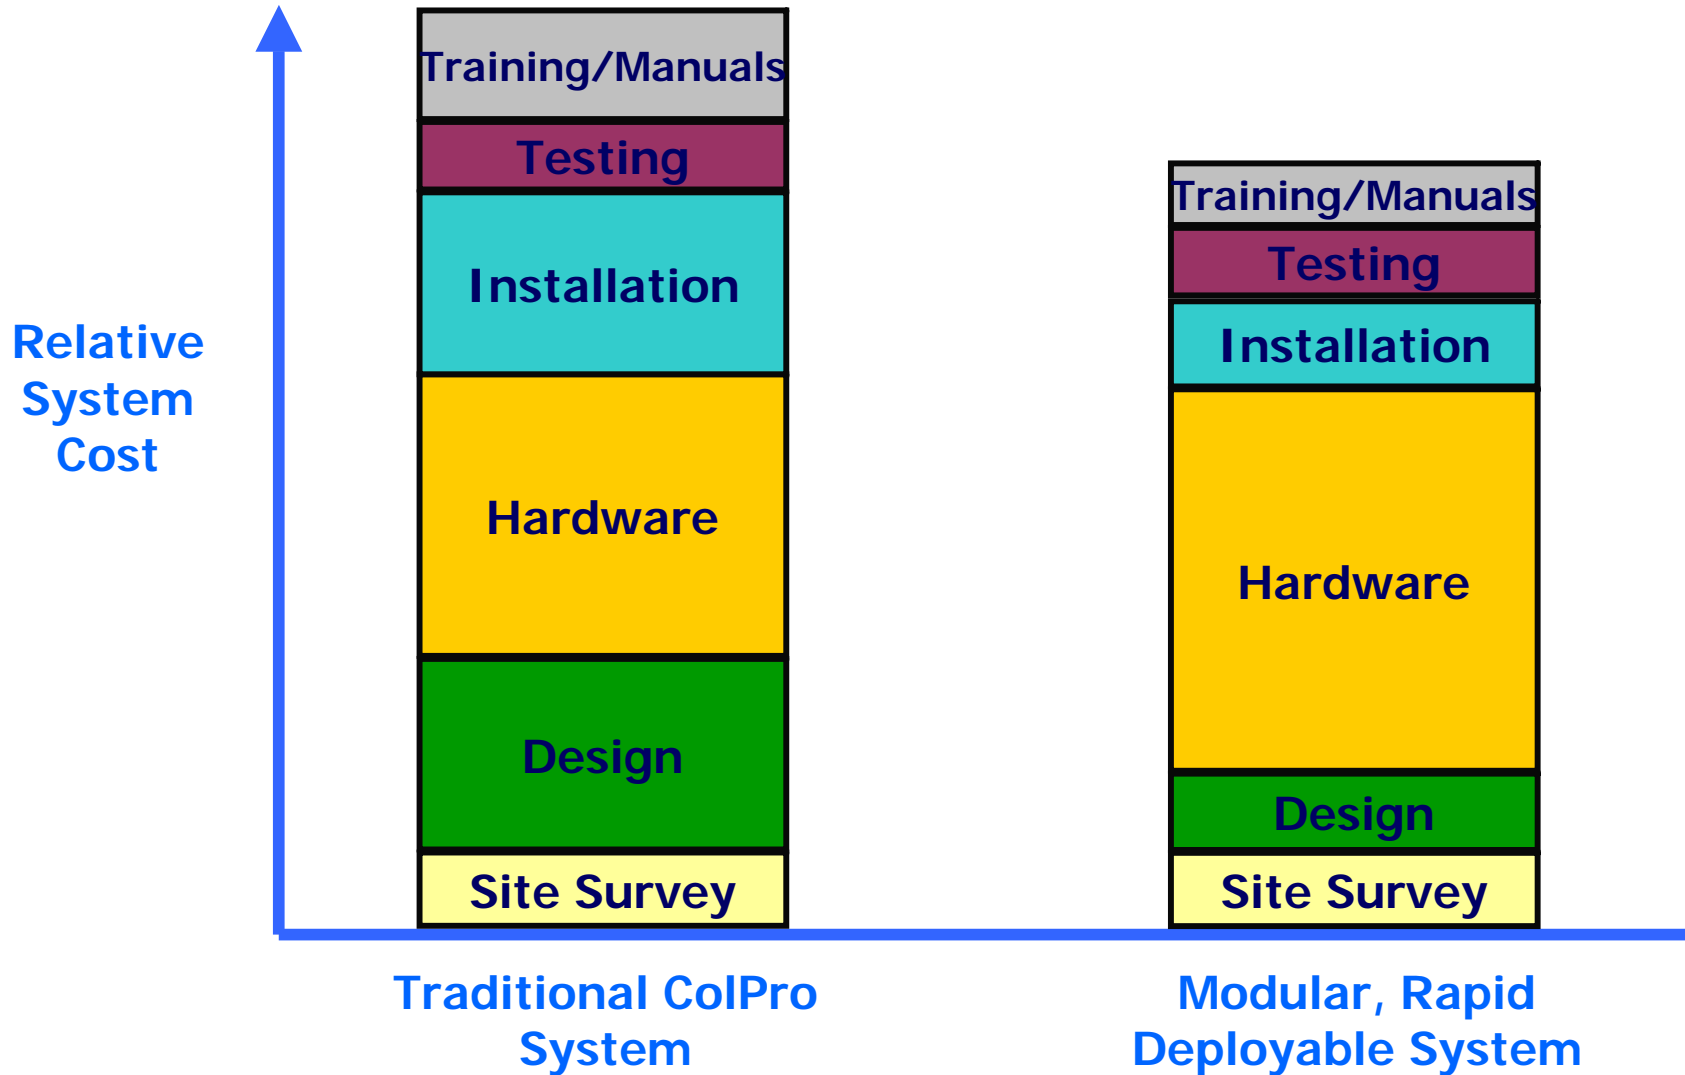 Relative
System
Cost
Training/Manuals
Testing
Installation
Hardware
Design
Site Survey
Traditional ColPro
System
Training/Manuals
Testing
Installation
Hardware
Design
Site Survey
Modular, Rapid
Deployable System